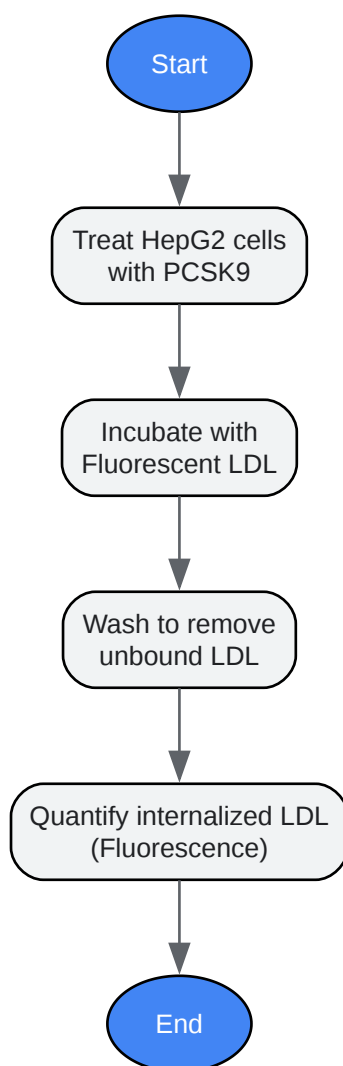 Start
Treat HepG2 cells
with PCSK9
Incubate with
Fluorescent LDL
Wash to remove
unbound LDL
Quantify internalized LDL
(Fluorescence)
End